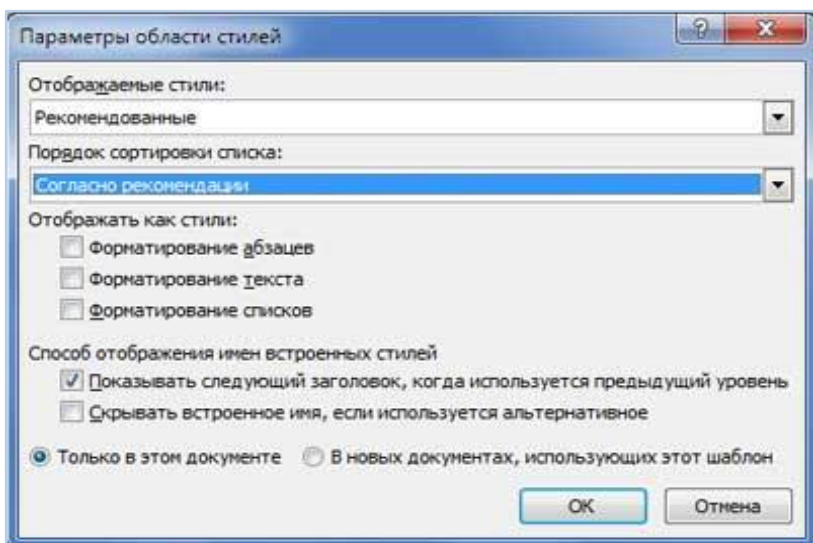 Параметры области стилей
Отображаемые стили:
Рекомендованные
Порядок сортировки списка:
Согласно рекомендации
Отображать как стили:
Форматирование абзацев
Форматирование текста
Форматирование списков
Способ отображения имен встроенных стилей
Показывать следующий заголовок, когда используется предыдущий уровень
Скрывать встроенное имя, если используется альтернативное
Только в этом документе В новых документах, использующих этот шаблон
ОК Отмена